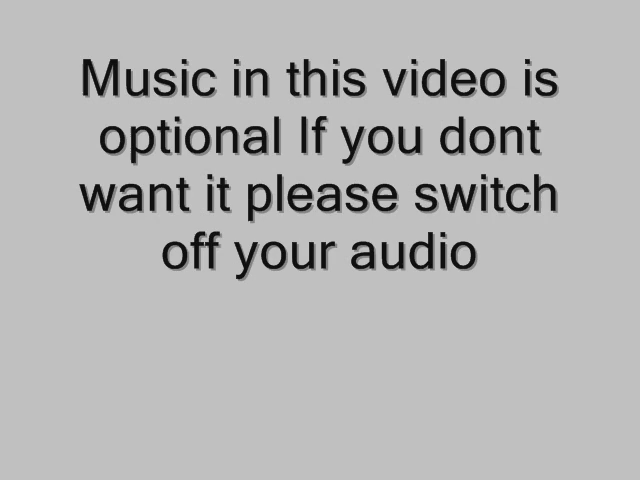 Music in this video is
optional If you dont
want it please switch
off your audio